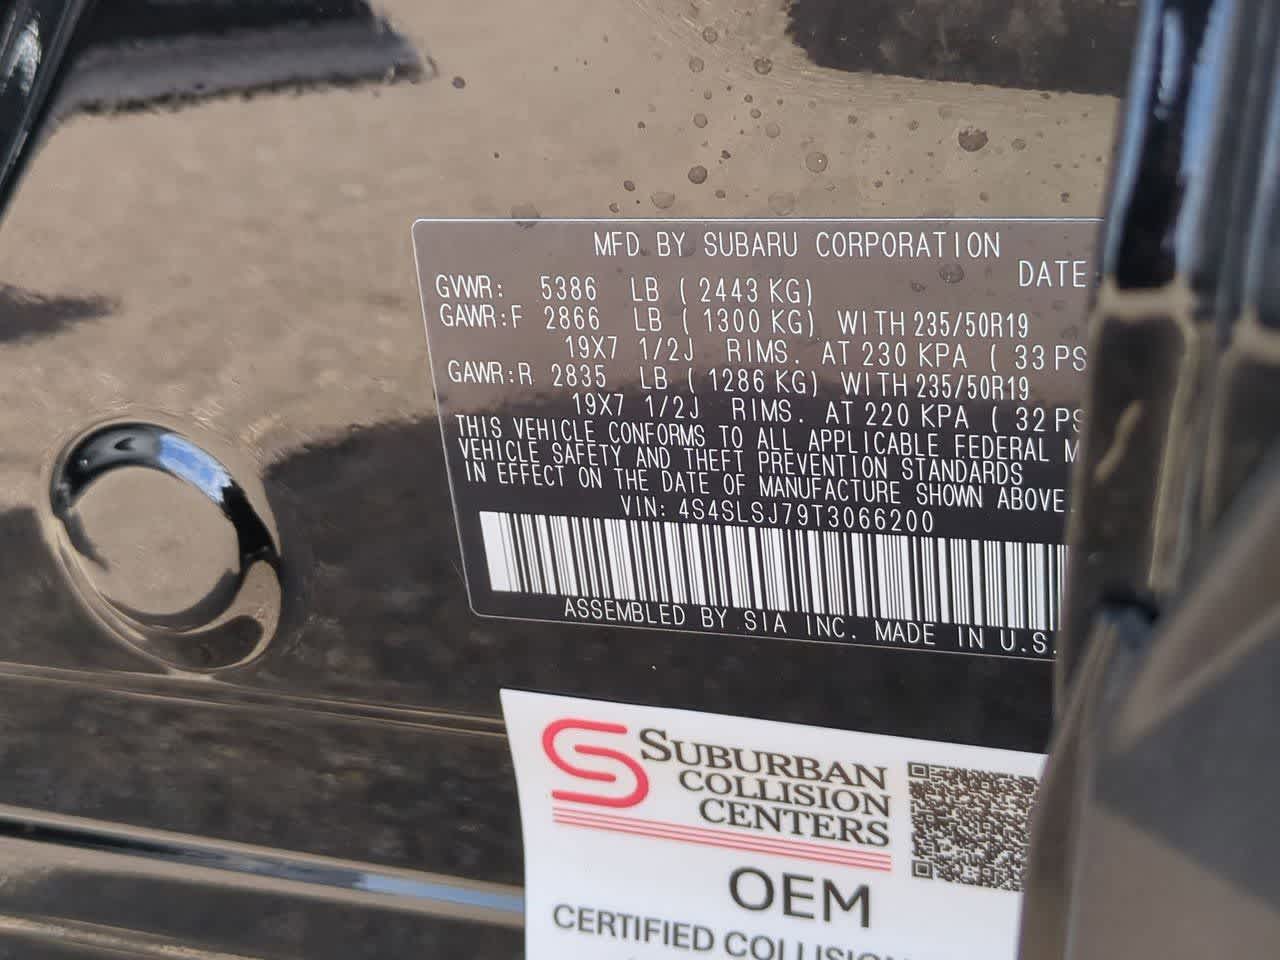 MFD BY SUBARU CORPORATION
DATE
GVWR: 5386 LB ( 2443 KG)
GAWR:F 2866 LB ( 1300 KG) WITH 235/50R19
19X7 1/2J RIMS. AT 230 KPA ( 33 PS
GAWR:R 2835 LB ( 1286 KG) WITH 235/50R19
19X7 1/2J RIMS. AT 220 KPA ( 32 PS
THIS VEHICLE CONFORMS TO ALL APPLICABLE FEDERAL M
VEHICLE SAFETY AND THEFT PREVENTION STANDARDS
IN EFFECT ON THE DATE OF MANUFACTURE SHOWN ABOVE.
VIN: 4S4SLSJ79T3066200
ASSEMBLED BY SIA INC. MADE IN U.S.
SUBURBAN
COLLISION
CENTERS
OEM
CERTIFIED COLLISION